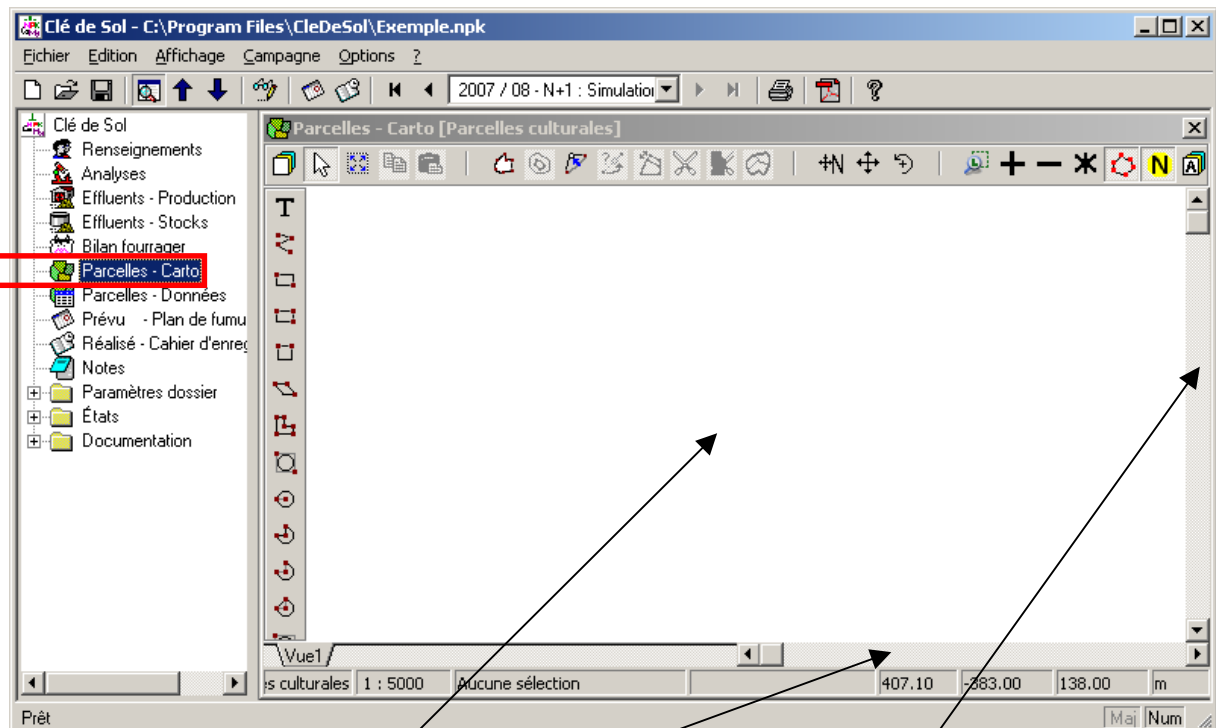 Clé de Sol - C:\Program Files\CleDeSol\Exemple.npk
Fichier Edition Affichage Campagne Options ?
2007 / 08 - N+1 : Simulation
Clé de Sol
Renseignements
Analyses
Effluents - Production
Effluents - Stocks
Bilan fourrager
Parcelles - Carto
Parcelles - Données
Prévu - Plan de fumu
Réalisé - Cahier d'enreg
Notes
Paramètres dossier
États
Documentation
Parcelles - Carto [Parcelles culturales]
N N A
T
Vue1
es culturales 1 : 5000 Aucune sélection 407.10 -383.00 138.00 m
Prêt Maj Num